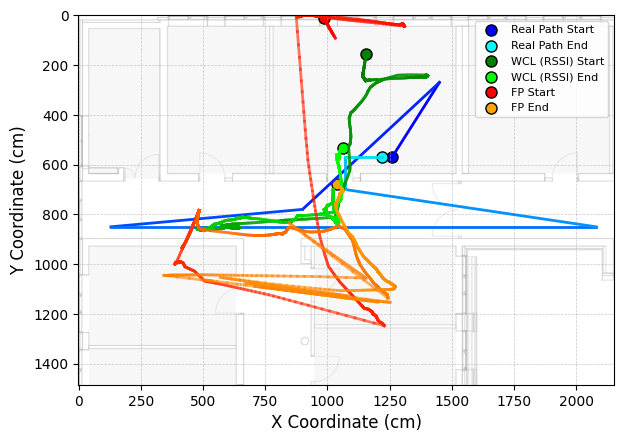 0
200
400
600
800
1000
1200
1400
Y Coordinate (cm)
Real Path Start
Real Path End
WCL (RSSI) Start
WCL (RSSI) End
FP Start
FP End
0 250 500 750 1000 1250 1500 1750 2000
X Coordinate (cm)